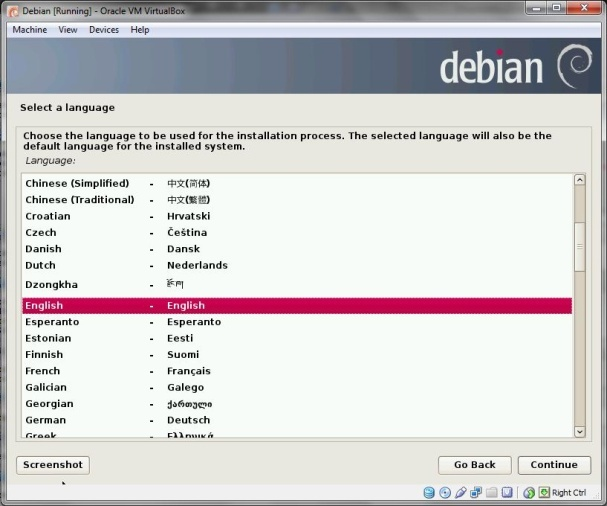 Debian [Running] - Oracle VM VirtualBox
Machine View Devices Help
debian
Select a language
Choose the language to be used for the installation process. The selected language will also be the
default language for the installed system.
Language:
Chinese (Simplified) - 中文(简体)
Chinese (Traditional) - 中文(繁體)
Croatian - Hrvatski
Czech - Čeština
Danish - Dansk
Dutch - Nederlands
Dzongkha - རྫོང་ཁ།
English - English
Esperanto - Esperanto
Estonian - Eesti
Finnish - Suomi
French - Français
Galician - Galego
Georgian - ქართული
German - Deutsch
Greek - Ελληνικά
Screenshot Go Back Continue
Right Ctrl